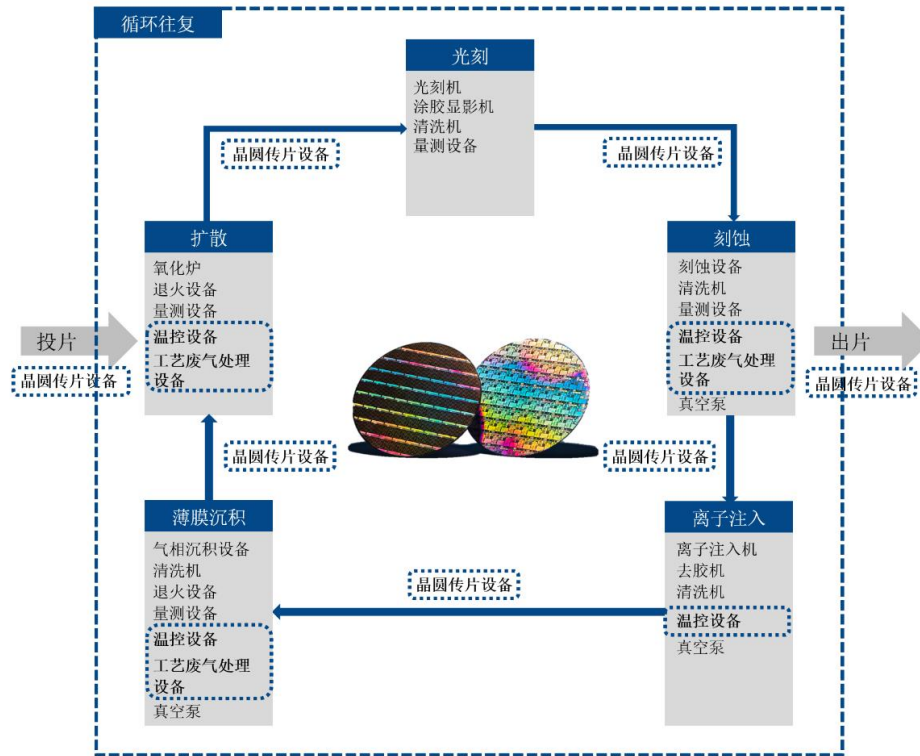 循环往复
光刻
光刻机
涂胶显影机
清洗机
量测设备
晶圆传片设备
晶圆传片设备
扩散
氧化炉
退火设备
量测设备
温控设备
工艺废气处理
设备
刻蚀
刻蚀设备
清洗机
量测设备
温控设备
工艺废气处理
设备
真空泵
投片
晶圆传片设备
出片
晶圆传片设备
晶圆传片设备
晶圆传片设备
薄膜沉积
气相沉积设备
清洗机
退火设备
量测设备
温控设备
工艺废气处理
设备
真空泵
晶圆传片设备
离子注入
离子注入机
去胶机
清洗机
温控设备
真空泵